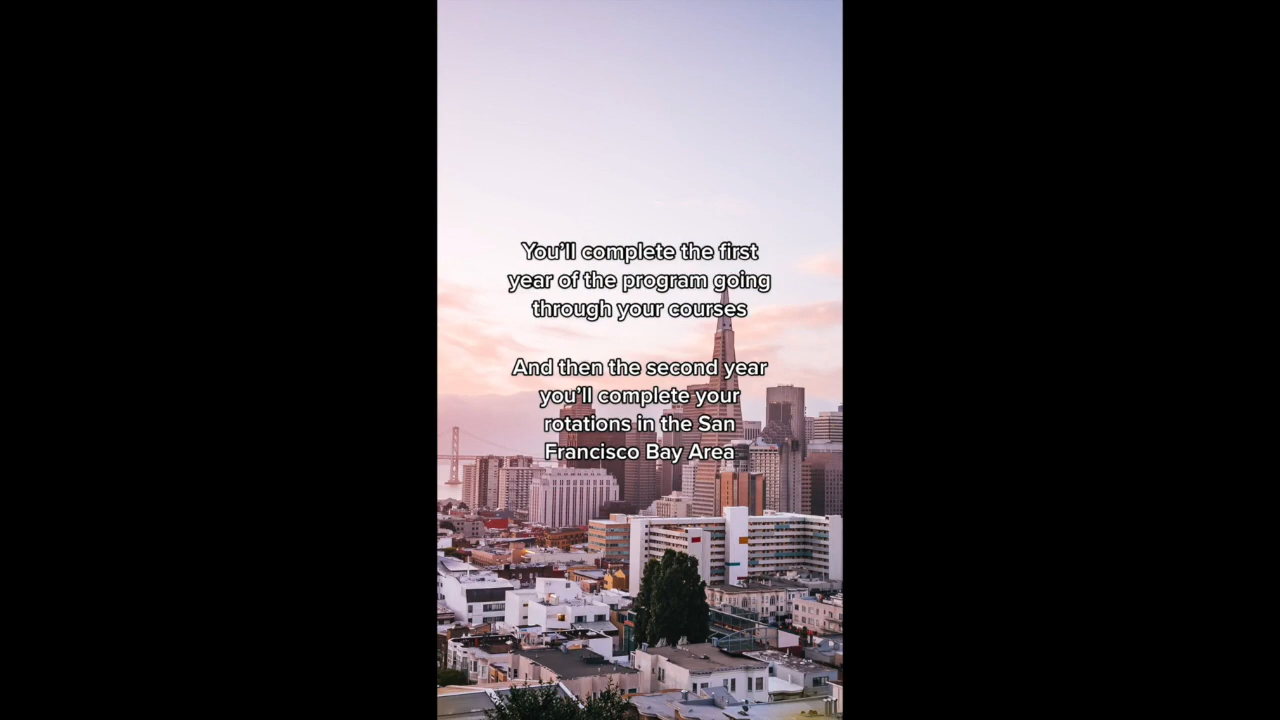 You'll complete the first
year of the program going
through your courses
And then the second year
you'll complete your
rotations in the San
Francisco Bay Area